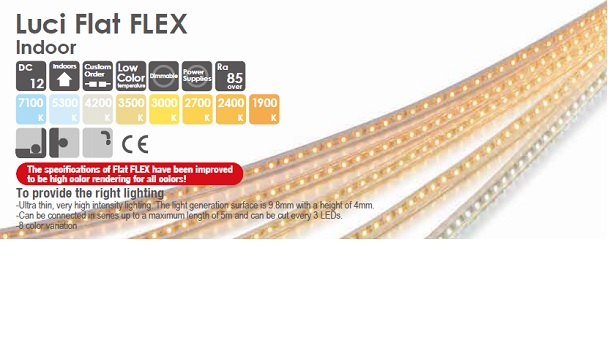 Luci Flat FLEX
Indoor
DC 12
Indoors
Custom Order
Low Color temperature
Dimmable
Power Supplies
Ra 85 over
7100 K
5300 K
4200 K
3500 K
3000 K
2700 K
2400 K
1900 K
CE
The specifications of Flat FLEX have been improved
to be high color rendering for all colors!
To provide the right lighting
-Ultra thin, very high intensity lighting. The light generation surface is 9.8mm with a height of 4mm.
-Can be connected in series up to a maximum length of 5m and can be cut every 3 LEDs.
-8 color variation